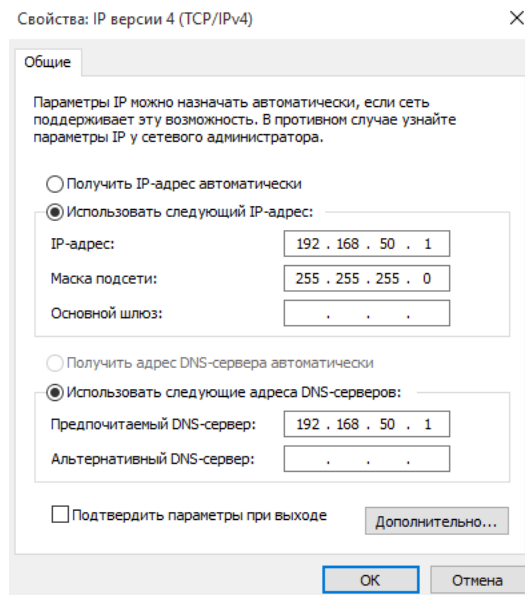 Свойства: IP версии 4 (TCP/IPv4)
Общие
Параметры IP можно назначать автоматически, если сеть
поддерживает эту возможность. В противном случае узнайте
параметры IP у сетевого администратора.
Получить IP-адрес автоматически
Использовать следующий IP-адрес:
IP-адрес: 192 . 168 . 50 . 1
Маска подсети: 255 . 255 . 255 . 0
Основной шлюз: . . .
Получить адрес DNS-сервера автоматически
Использовать следующие адреса DNS-серверов:
Предпочитаемый DNS-сервер: 192 . 168 . 50 . 1
Альтернативный DNS-сервер: . . .
Подтвердить параметры при выходе
Дополнительно...
ОК Отмена